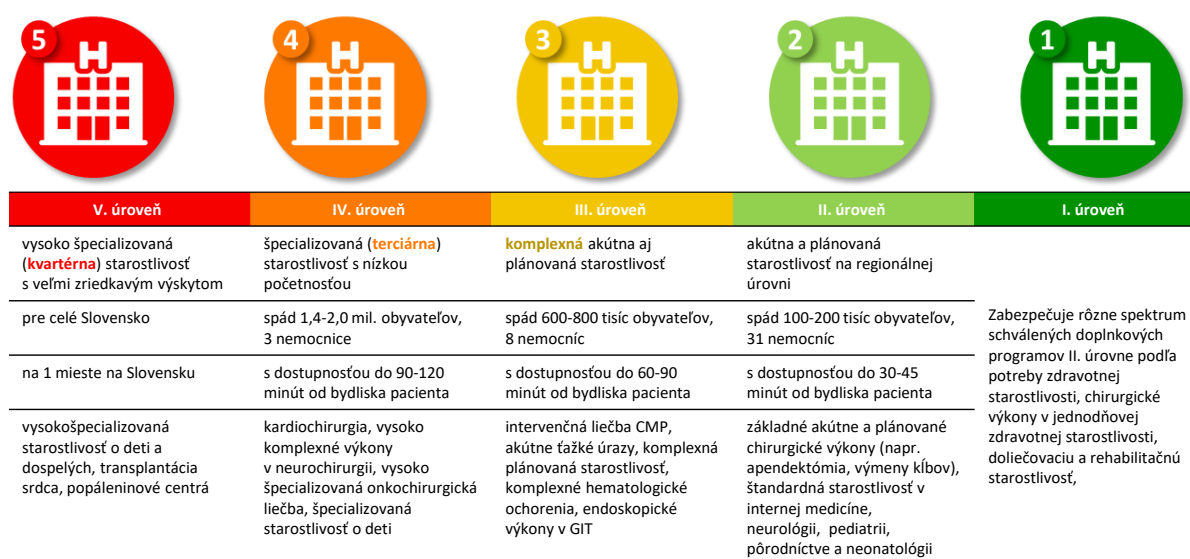 5
4
3
2
1
H
H
H
H
H
V. úroveň
IV. úroveň
III. úroveň
II. úroveň
I. úroveň
vysoko špecializovaná
(kvartérna) starostlivosť
s veľmi zriedkavým výskytom
špecializovaná (terciárna)
starostlivosť s nízkou
početnosťou
komplexná akútna aj
plánovaná starostlivosť
akútna a plánovaná
starostlivosť na regionálnej
úrovni
pre celé Slovensko
spád 1,4-2,0 mil. obyvateľov,
3 nemocnice
spád 600-800 tisíc obyvateľov,
8 nemocníc
spád 100-200 tisíc obyvateľov,
31 nemocníc
na 1 mieste na Slovensku
s dostupnosťou do 90-120
minút od bydliska pacienta
s dostupnosťou do 60-90
minút od bydliska pacienta
s dostupnosťou do 30-45
minút od bydliska pacienta
vysokošpecializovaná
starostlivosť o deti a
dospelých, transplantácia
srdca, popáleninové centrá
kardiochirurgia, vysoko
komplexné výkony
v neurochirurgii, vysoko
špecializovaná onkochirurgická
liečba, špecializovaná
starostlivosť o deti
intervenčná liečba CMP,
akútne ťažké úrazy, komplexná
plánovaná starostlivosť,
komplexné hematologické
ochorenia, endoskopické
výkony v GIT
základné akútne a plánované
chirurgické výkony (napr.
apendektómia, výmeny kĺbov),
štandardná starostlivosť v
internej medicíne,
neurológii, pediatrii,
pôrodníctve a neonatológii
Zabezpečuje rôzne spektrum
schválených doplnkových
programov II. úrovne podľa
potreby zdravotnej
starostlivosti, chirurgické
výkony v jednodňovej
zdravotnej starostlivosti,
doliečovaciu a rehabilitačnú
starostlivosť,